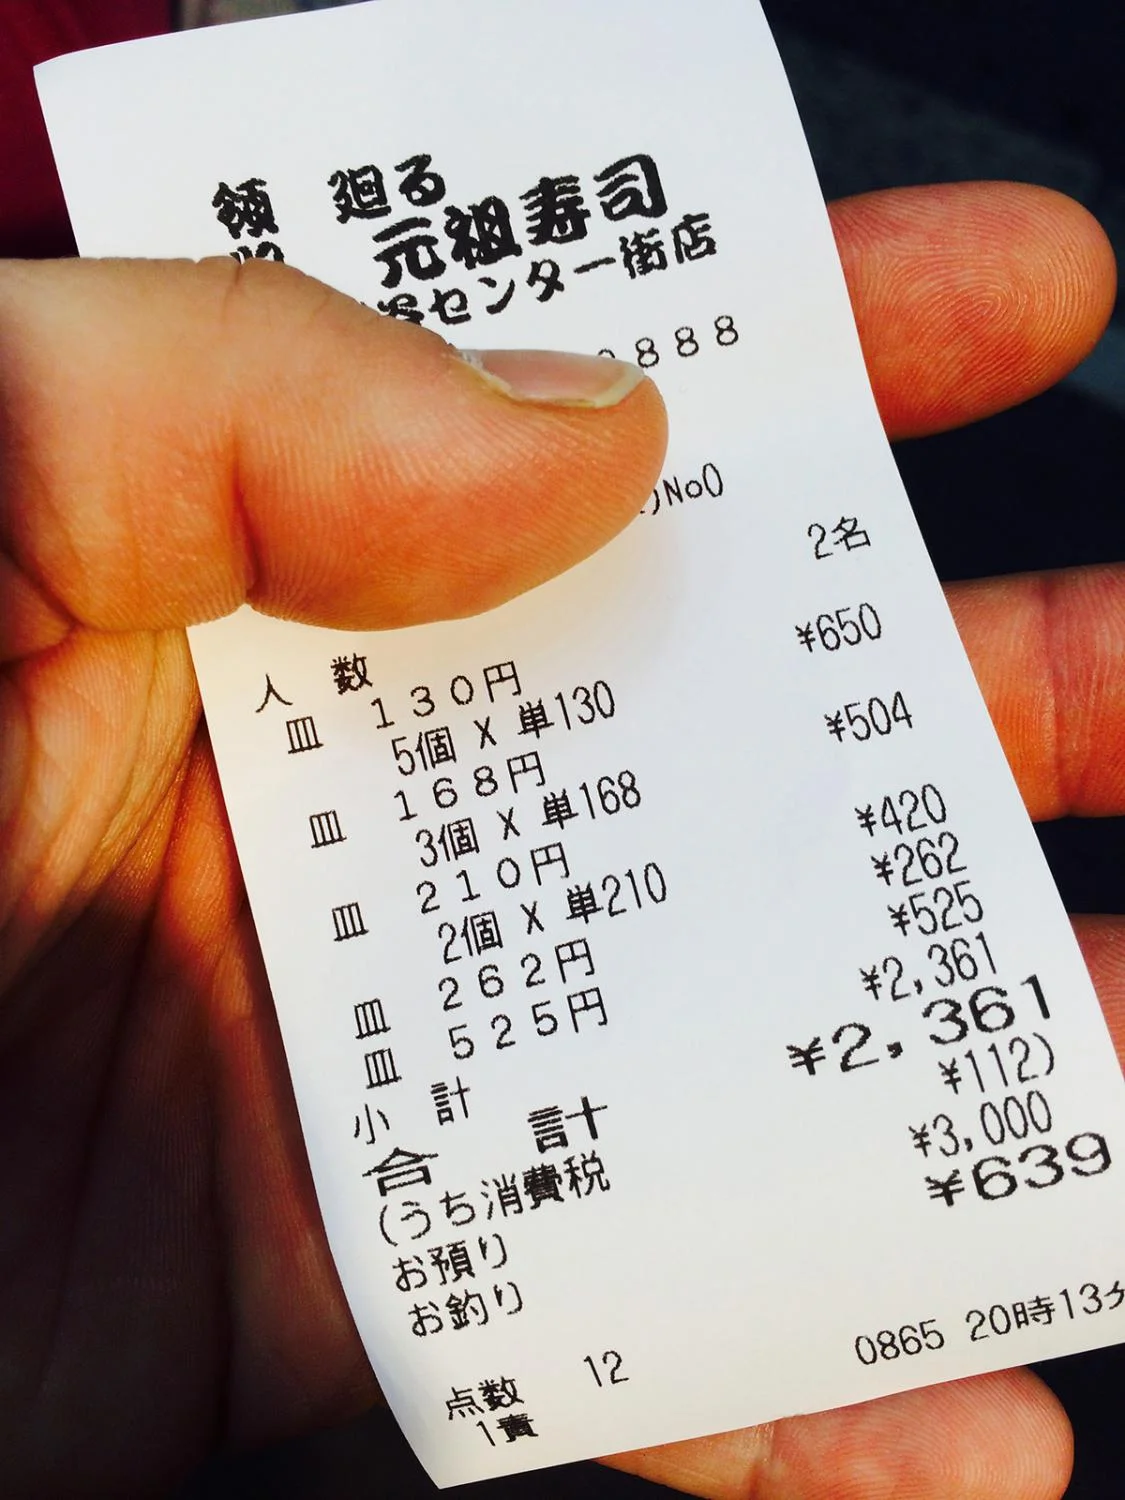 領 廻る
元祖寿司
センター街店
888
)No0
人 数 2名
皿 130円
5個 X 単130 ¥650
皿 168円
3個 X 単168 ¥504
皿 210円
2個 X 単210 ¥420
皿 262円 ¥262
皿 525円 ¥525
小 計 ¥2,361
合 計 ¥2,361
(うち消費税 ¥112)
お預り ¥3,000
お釣り ¥639
0865 20時13分
点数 12
1責